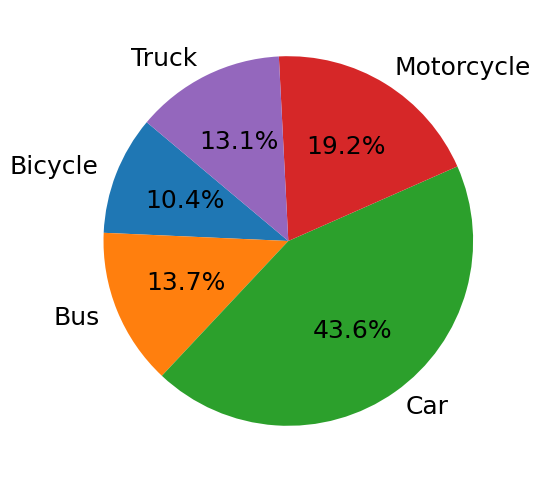 Truck
Motorcycle
13.1%
19.2%
Bicycle
10.4%
13.7%
Bus
43.6%
Car